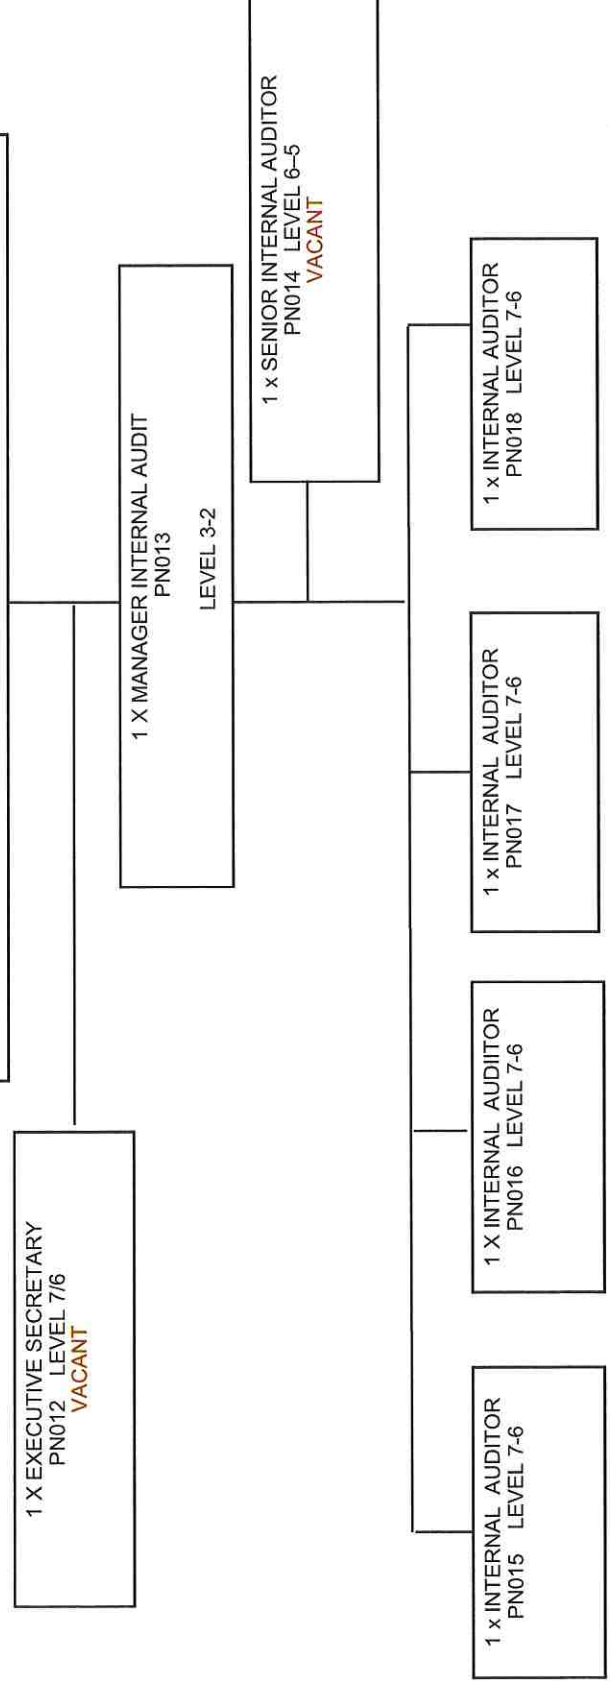 1 X EXECUTIVE SECRETARY
PN012 LEVEL 7/6
VACANT
1 X MANAGER INTERNAL AUDIT
PN013
LEVEL 3-2
1 x SENIOR INTERNAL AUDITOR
PN014 LEVEL 6–5
VACANT
1 x INTERNAL AUDITOR
PN015 LEVEL 7-6
1 X INTERNAL AUDIITOR
PN016 LEVEL 7-6
1 x INTERNAL AUDITOR
PN017 LEVEL 7-6
1 x INTERNAL AUDITOR
PN018 LEVEL 7-6